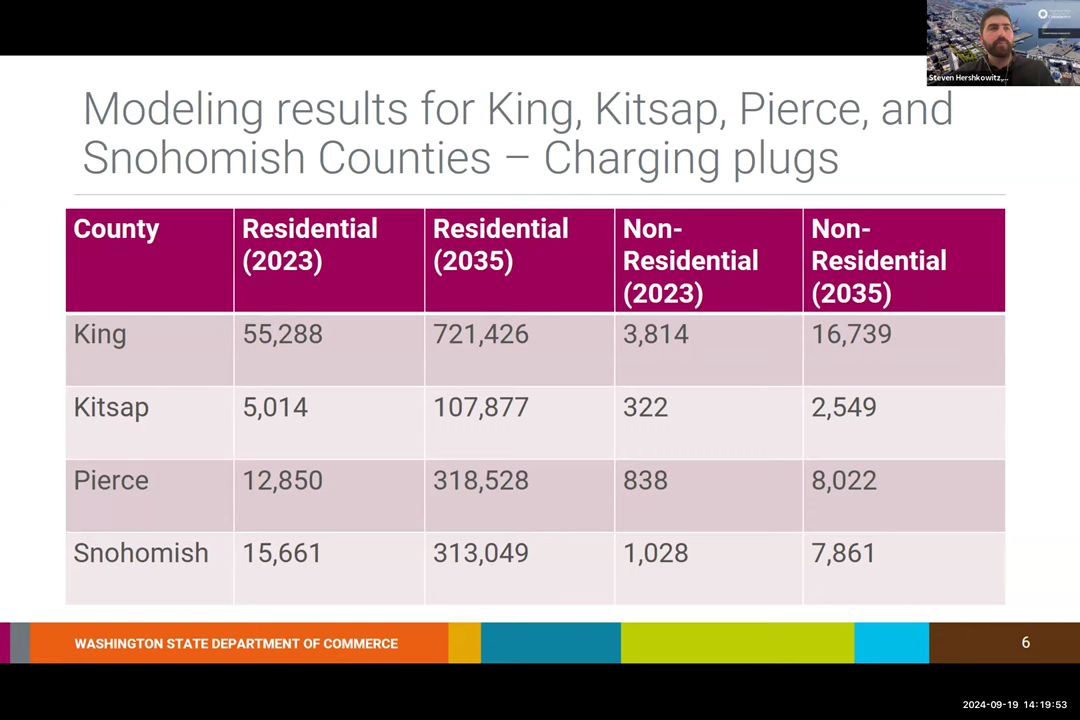 Steven Hershkowitz,...
Modeling results for King, Kitsap, Pierce, and
Snohomish Counties – Charging plugs
County Residential (2023) Residential (2035) Non-Residential (2023) Non-Residential (2035)
King 55,288 721,426 3,814 16,739
Kitsap 5,014 107,877 322 2,549
Pierce 12,850 318,528 838 8,022
Snohomish 15,661 313,049 1,028 7,861
WASHINGTON STATE DEPARTMENT OF COMMERCE 6
2024-09-19 14:19:53